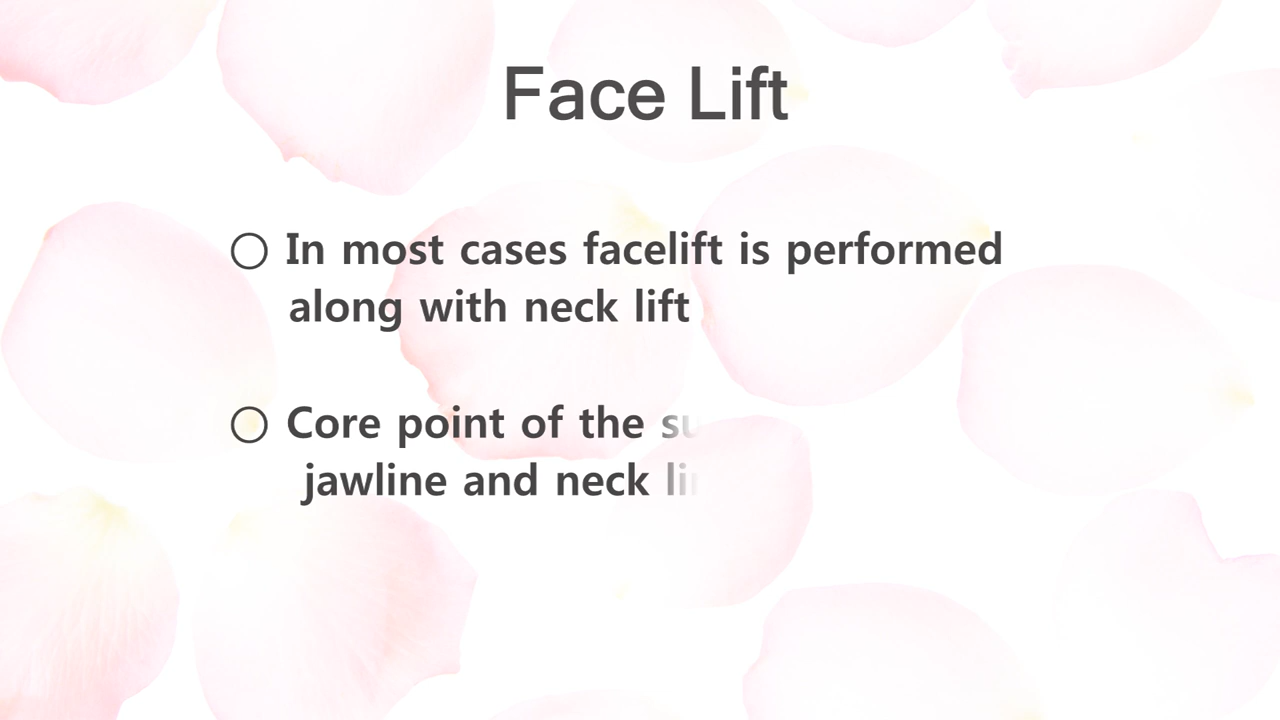 Face Lift
○ In most cases facelift is performed
along with neck lift
○ Core point of the
jawline and neck